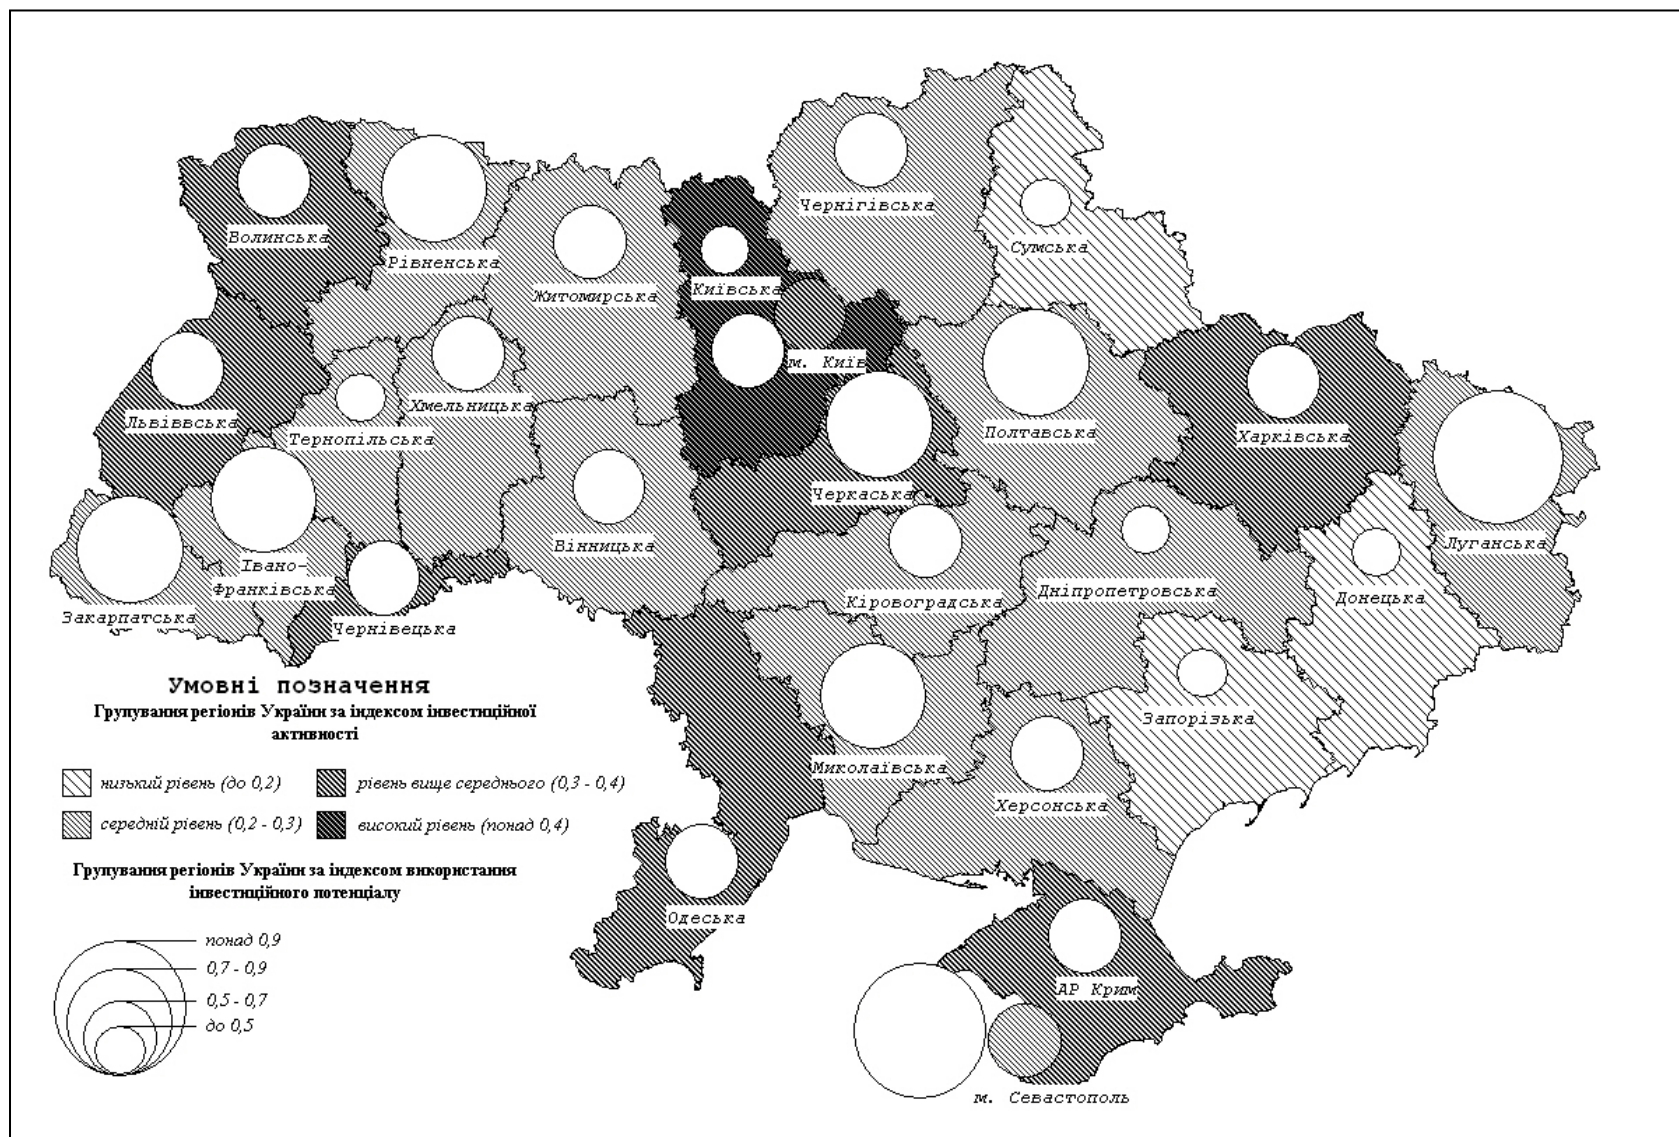 Чернігівська
Волинська
Сумська
Рівненська
Київська
Житомирська
м. Київ
Хмельницька
Львіввська
Тернопільська
Полтавська
Харківська
Черкаська
Вінницька
Луганська
Івано-
Франківська
Дніпропетровська
Донецька
Кіровоградська
Закарпатська
Чернівецька
Умовні позначення
Групування регіонів України за індексом інвестиційної
активності
Запорізька
Миколаївська
низький рівень (до 0,2)
рівень вище середнього (0,3 - 0,4)
Херсонська
середній рівень (0,2 - 0,3)
високий рівень (понад 0,4)
Групування регіонів України за індексом використання
інвестиційного потенціалу
Одеська
понад 0,9
0,7 - 0,9
0,5 - 0,7
до 0,5
АР Крим
м. Севастополь